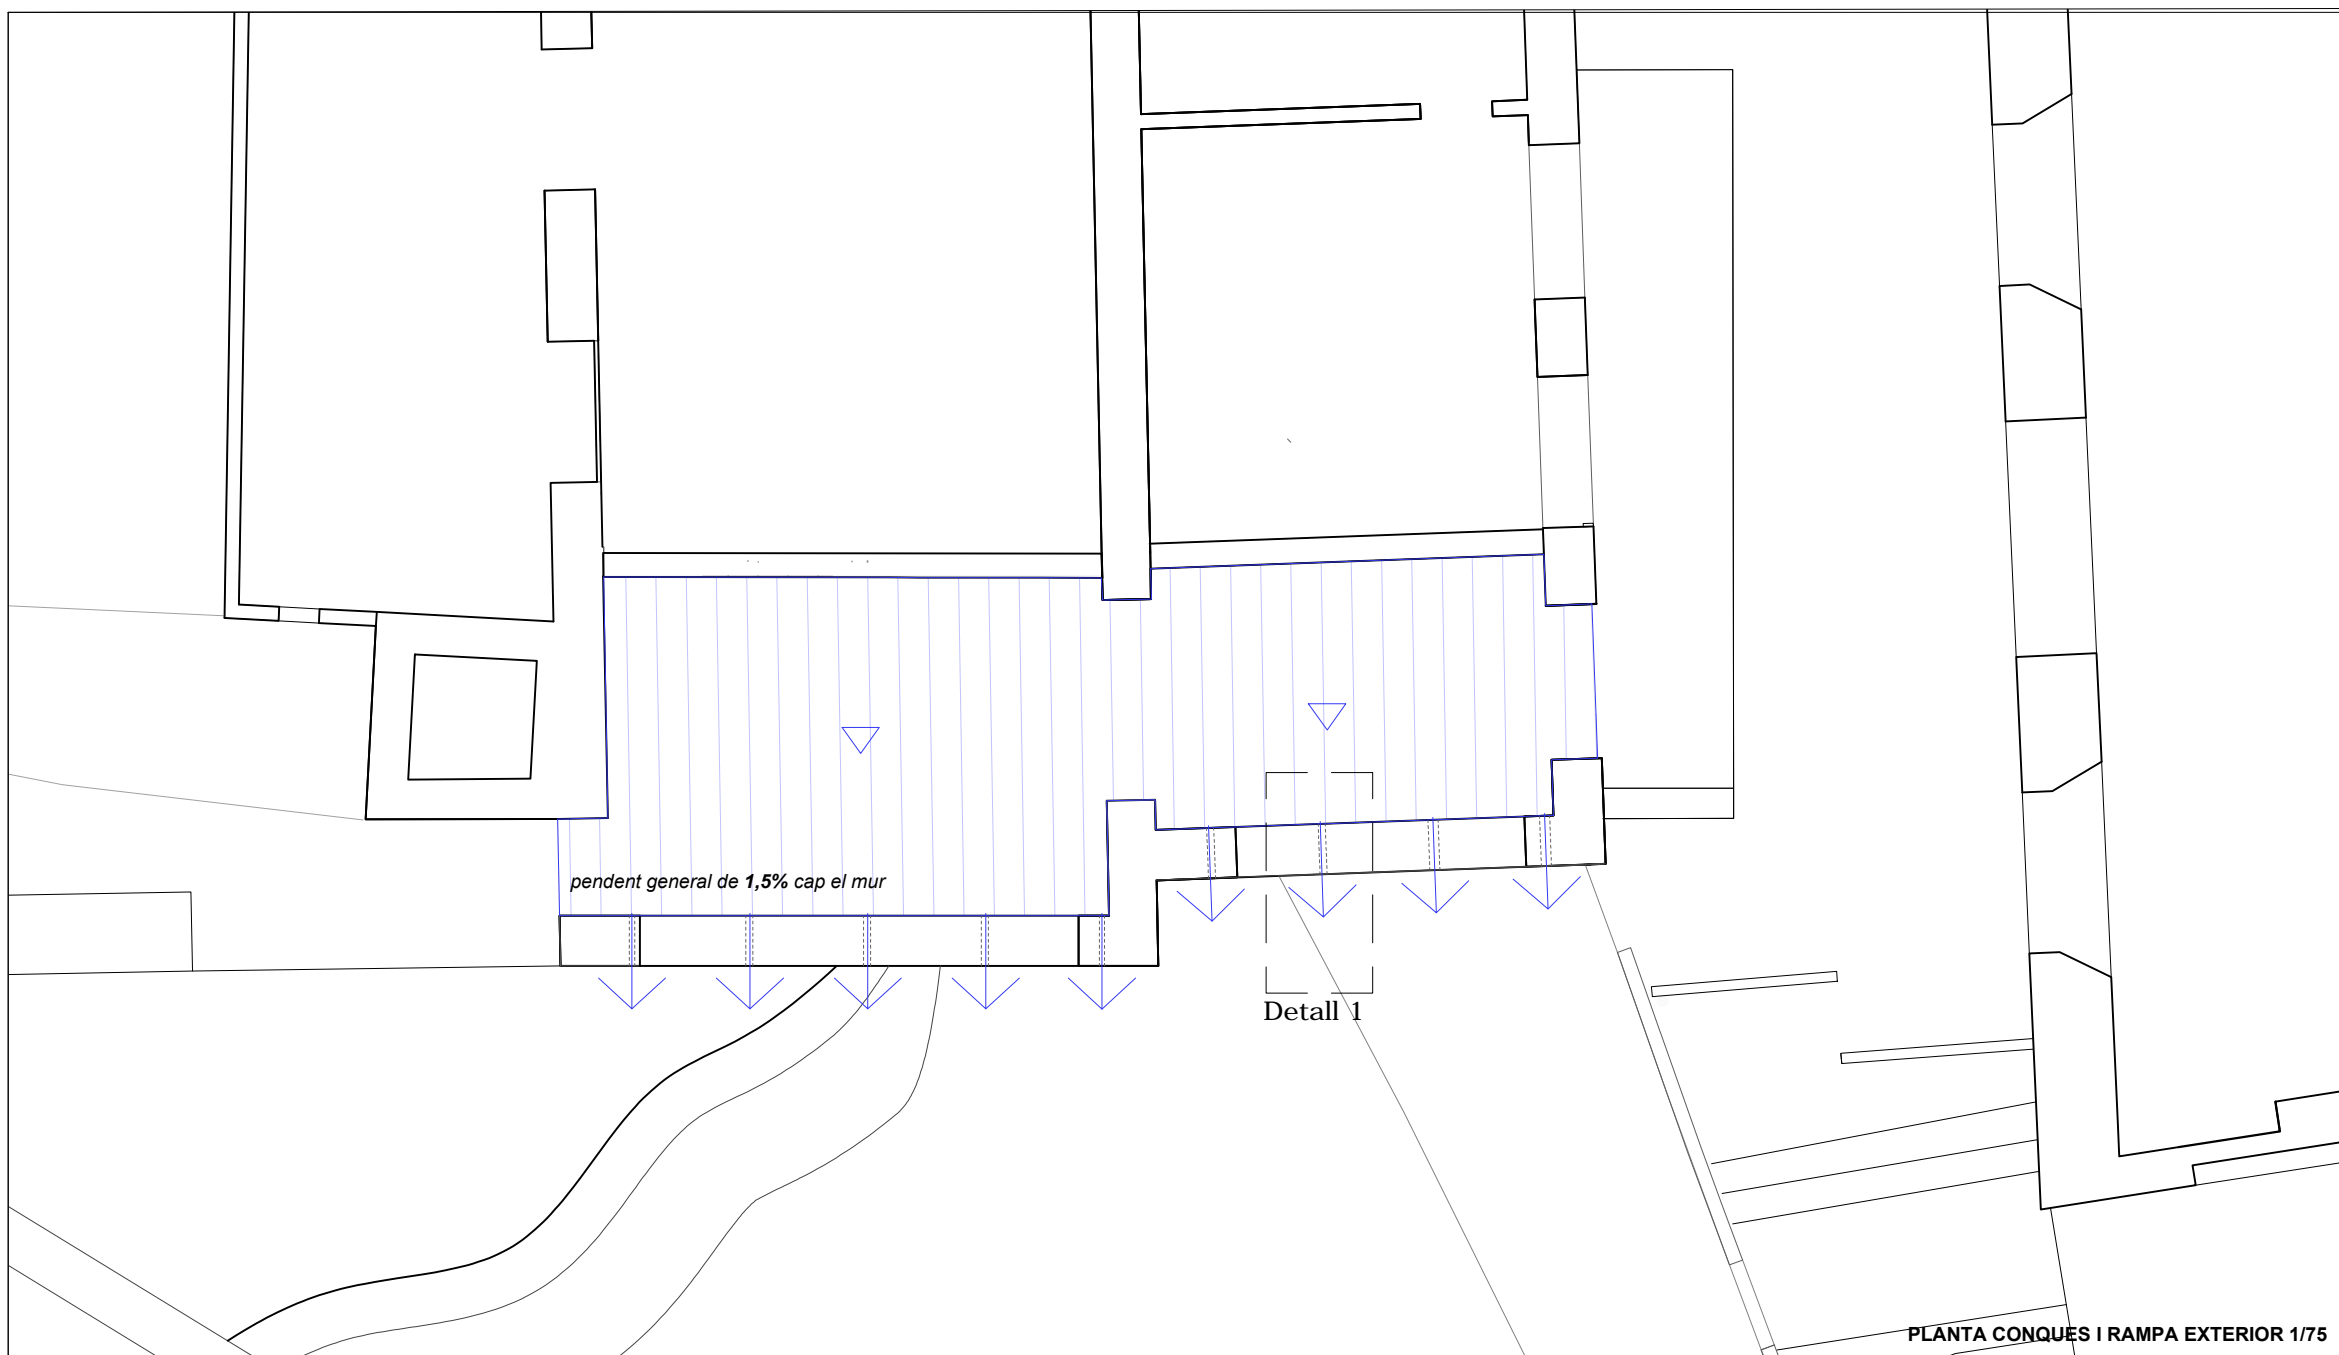 pendent general de 1,5% cap el mur
Detall 1
PLANTA CONQUES I RAMPA EXTERIOR 1/75